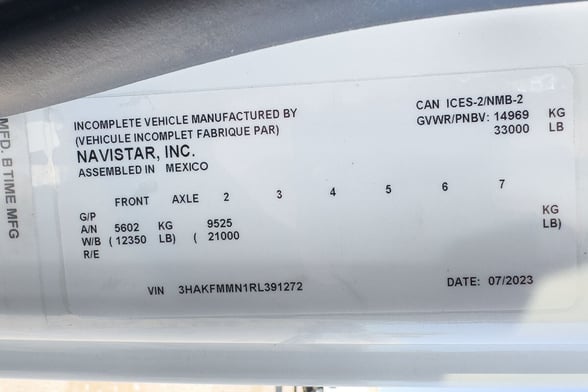 MFD. B TIME MFG
INCOMPLETE VEHICLE MANUFACTURED BY
(VEHICULE INCOMPLET FABRIQUE PAR)
NAVISTAR, INC.
ASSEMBLED IN MEXICO
CAN ICES-2/NMB-2
GVWR/PNBV: 14969 KG
33000 LB
FRONT AXLE 2 3 4 5 6 7
G/P
A/N 5602 KG 9525 KG
W/B ( 12350 LB) ( 21000 LB)
R/E
VIN 3HAKFMMN1RL391272
DATE: 07/2023